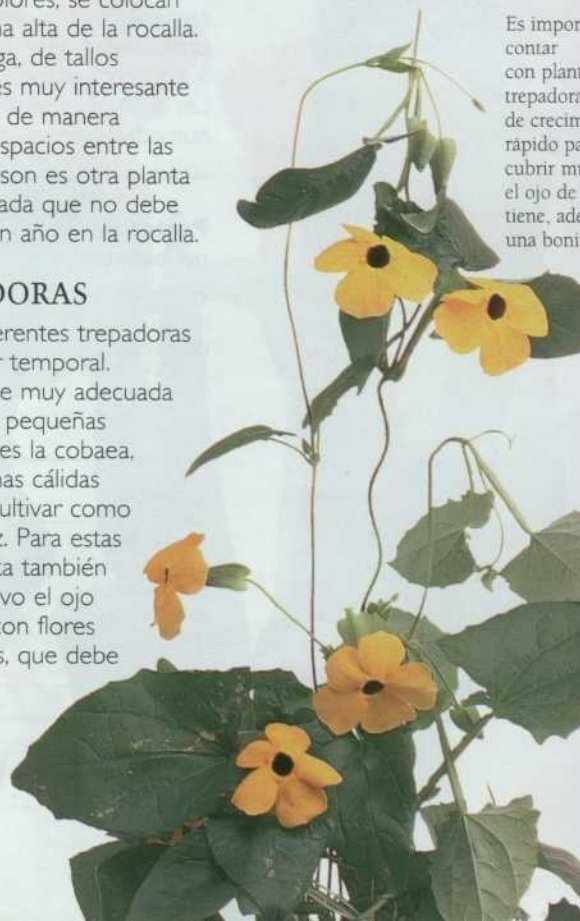 olores, se colocan
na alta de la rocalla.
ga, de tallos
es muy interesante
de manera
spacios entre las
son es otra planta
ada que no debe
n año en la rocalla.
DORAS
erentes trepadoras
r temporal.
e muy adecuada
pequeñas
es la cobaea,
nas cálidas
ultivar como
z. Para estas
ta también
vo el ojo
con flores
s, que debe
Es impor
contar
con plant
trepadora
de crecim
rápido pa
cubrir mu
el ojo de
tiene, ade
una boni